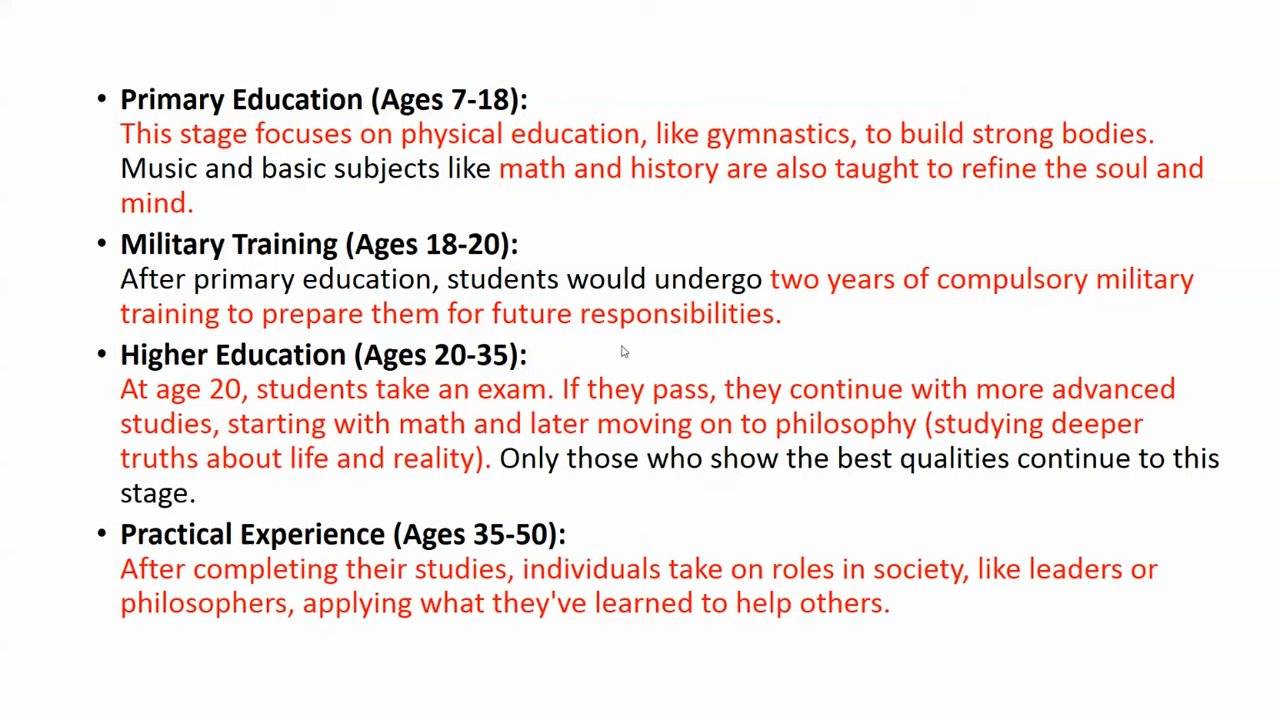 • Primary Education (Ages 7-18):
This stage focuses on physical education, like gymnastics, to build strong bodies.
Music and basic subjects like math and history are also taught to refine the soul and
mind.
• Military Training (Ages 18-20):
After primary education, students would undergo two years of compulsory military
training to prepare them for future responsibilities.
• Higher Education (Ages 20-35):
At age 20, students take an exam. If they pass, they continue with more advanced
studies, starting with math and later moving on to philosophy (studying deeper
truths about life and reality). Only those who show the best qualities continue to this
stage.
• Practical Experience (Ages 35-50):
After completing their studies, individuals take on roles in society, like leaders or
philosophers, applying what they've learned to help others.